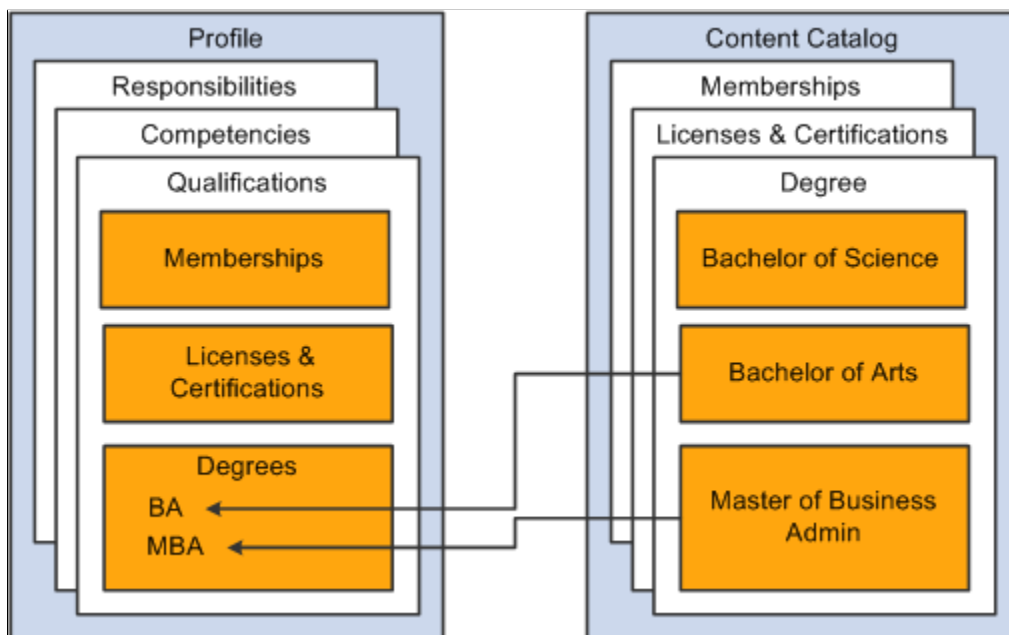 Profile
Responsibilities
Competencies
Qualifications
Memberships
Licenses &
Certifications
Degrees
BA
MBA
Content Catalog
Memberships
Licenses & Certifications
Degree
Bachelor of Science
Bachelor of Arts
Master of Business
Admin